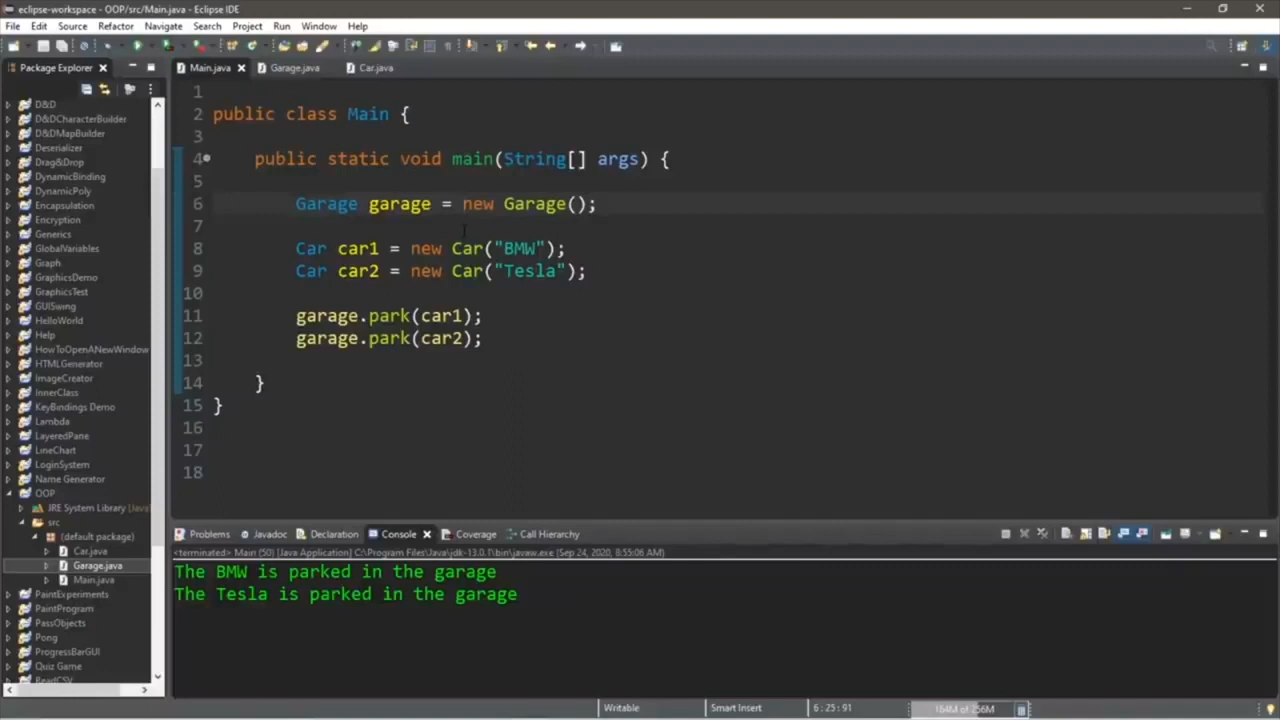 eclipse-workspace - OOP/src/Main.java - Eclipse IDE
File Edit Source Refactor Navigate Search Project Run Window Help
Package Explorer
Main.java Garage.java Car.java
D&D
D&DCharacterBuilder
D&DMapBuilder
Deserializer
Drag&Drop
DynamicBinding
DynamicPoly
Encapsulation
Encryption
Generics
GlobalVariables
Graph
GraphicsDemo
GraphicsTest
GUISwing
HelloWorld
Help
HowToOpenANewWindow
HTMLGenerator
ImageCreator
InnerClass
KeyBindings Demo
Lambda
LayeredPane
LineChart
LoginSystem
Name Generator
OOP
JRE System Library [Java
src
(default package)
Car.java
Garage.java
Main.java
PaintExperiments
PaintProgram
PassObjects
Pong
ProgressBarGUI
Quiz Game
ReadCSV
1
2 public class Main {
3
4 public static void main(String[] args) {
5
6 Garage garage = new Garage();
7
8 Car car1 = new Car("BMW");
9 Car car2 = new Car("Tesla");
10
11 garage.park(car1);
12 garage.park(car2);
13
14 }
15 }
16
17
18
Problems Javadoc Declaration Console Coverage Call Hierarchy
<terminated> Main (50) [Java Application] C:\Program Files\Java\jdk-13.0.1\bin\javaw.exe (Sep 24, 2020, 8:55:06 AM)
The BMW is parked in the garage
The Tesla is parked in the garage
Writable Smart Insert 6 : 25 : 91 164M of 256M